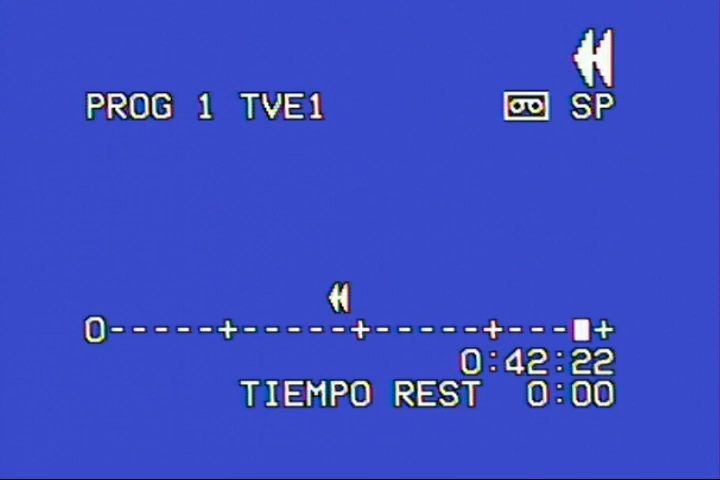 PROG 1 TVE1 SP
0-----+-----+-----+---■+
0:42:22
TIEMPO REST 0:00